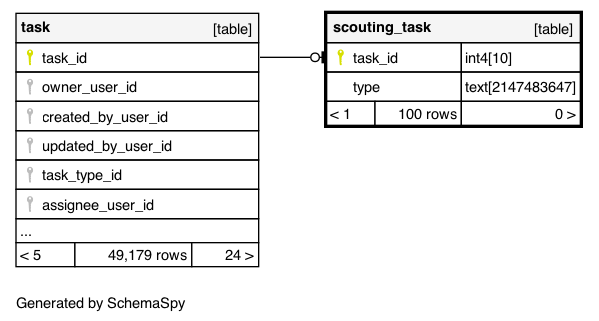 task [table]
task_id
owner_user_id
created_by_user_id
updated_by_user_id
task_type_id
assignee_user_id
...
< 5 49,179 rows 24 >
scouting_task [table]
task_id int4[10]
type text[2147483647]
< 1 100 rows 0 >
Generated by SchemaSpy